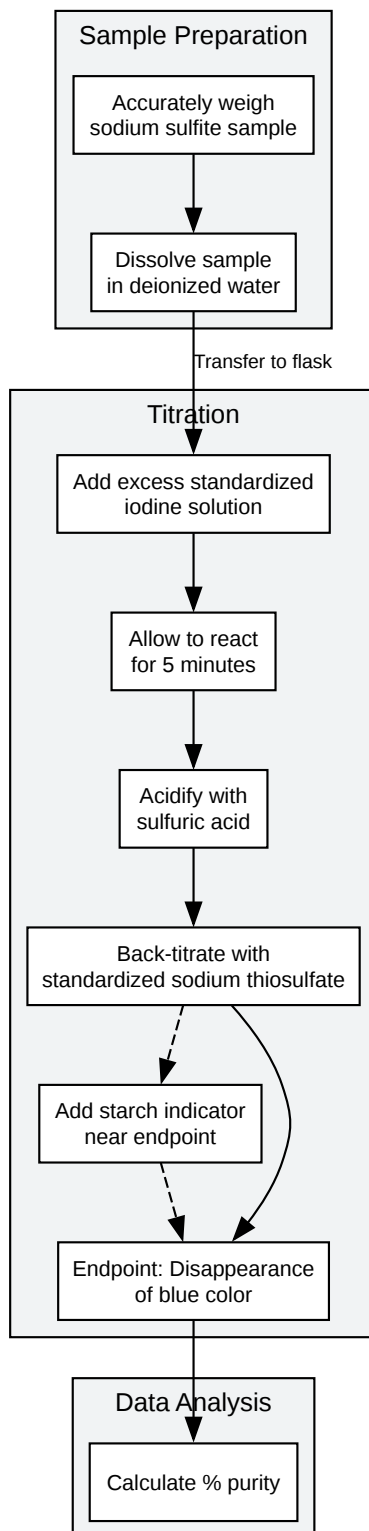 Sample Preparation
Accurately weigh
sodium sulfite sample
Dissolve sample
in deionized water
Transfer to flask
Titration
Add excess standardized
iodine solution
Allow to react
for 5 minutes
Acidify with
sulfuric acid
Back-titrate with
standardized sodium thiosulfate
Add starch indicator
near endpoint
Endpoint: Disappearance
of blue color
Data Analysis
Calculate % purity